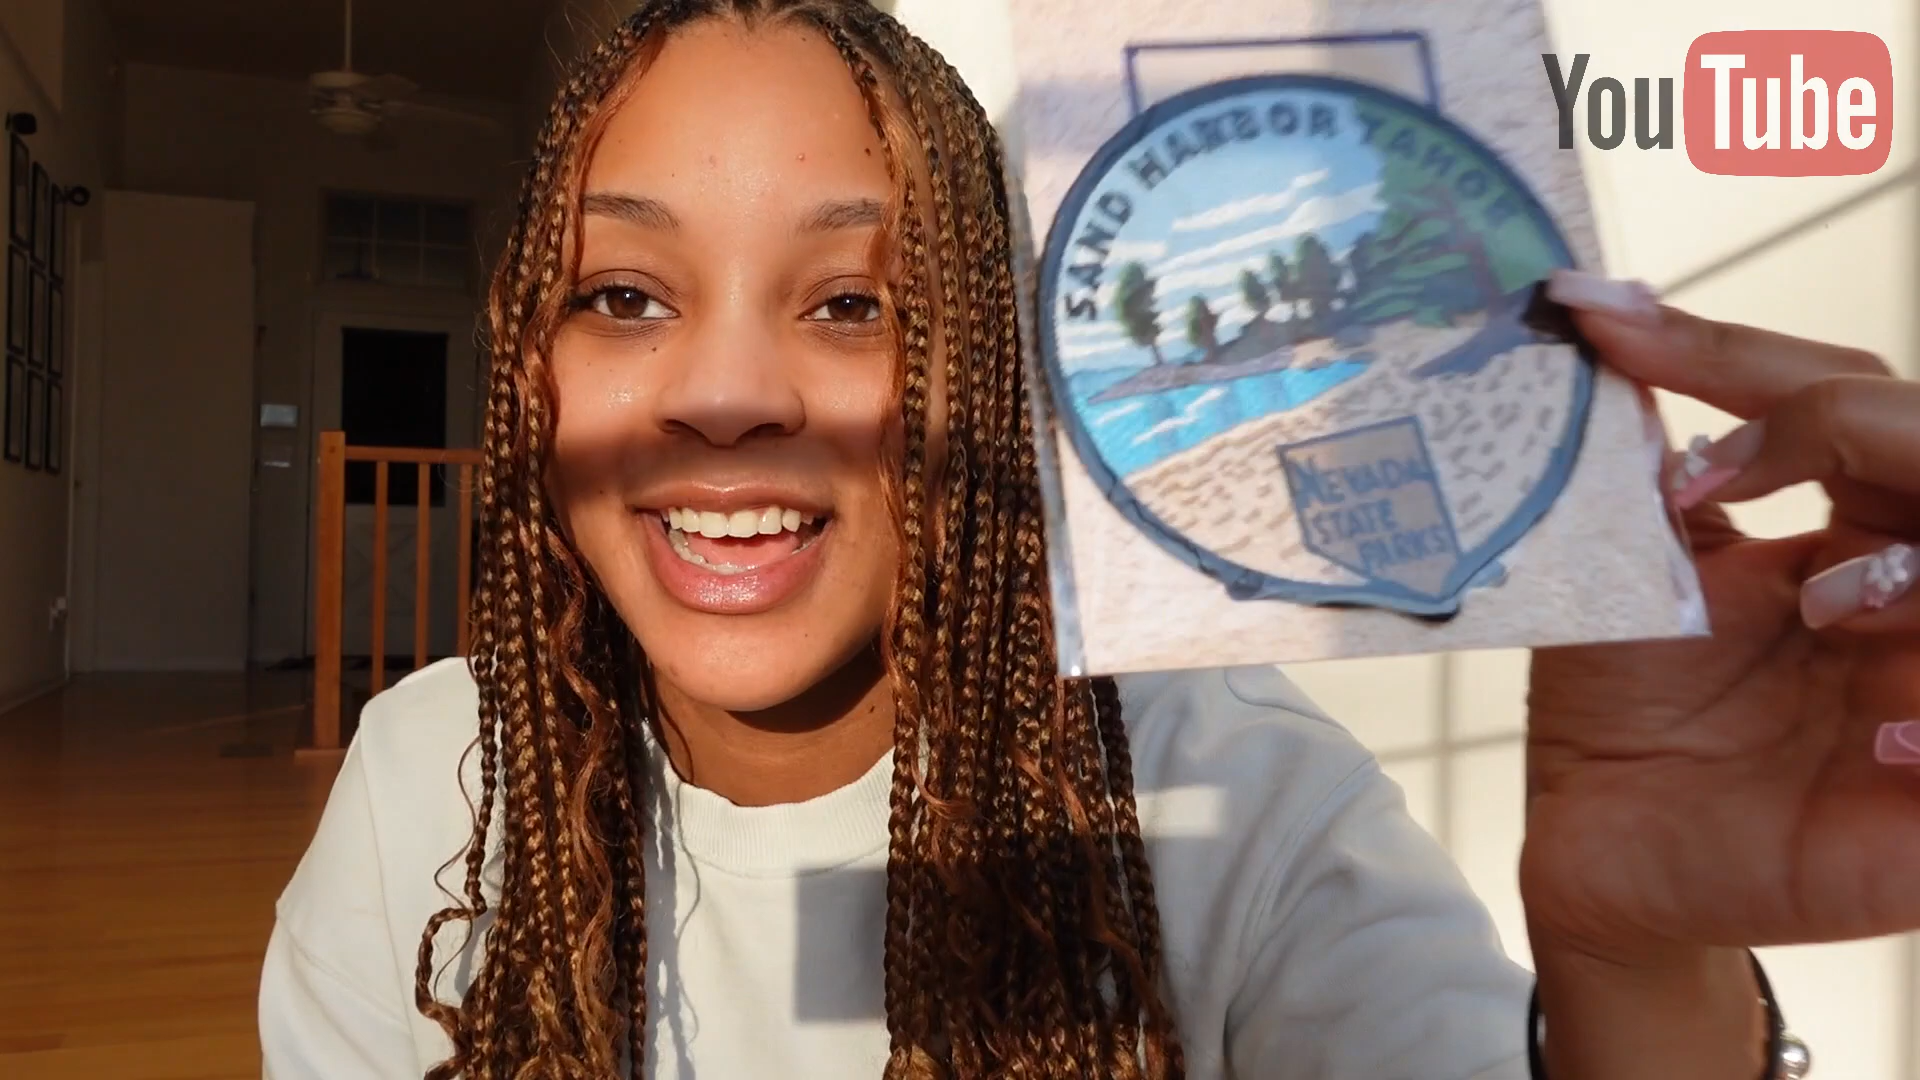 YouTube
SAND HARBOR TAHOE
NEVADA
STATE
PARKS